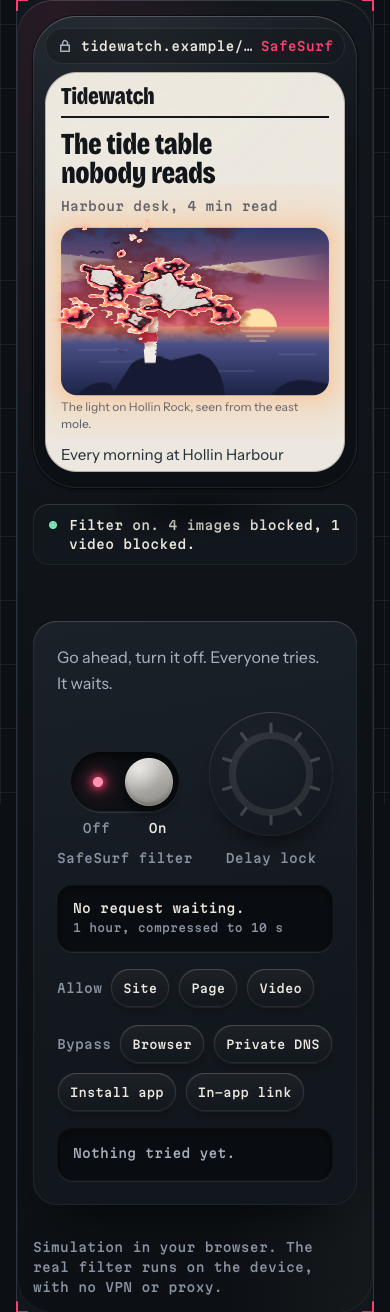 tidewatch.example/… SafeSurf
Tidewatch
The tide table
nobody reads
Harbour desk, 4 min read
The light on Hollin Rock, seen from the east
mole.
Every morning at Hollin Harbour
Filter on. 4 images blocked, 1
video blocked.
Go ahead, turn it off. Everyone tries.
It waits.
Off On
SafeSurf filter Delay lock
No request waiting.
1 hour, compressed to 10 s
Allow Site Page Video
Bypass Browser Private DNS
Install app In-app link
Nothing tried yet.
Simulation in your browser. The
real filter runs on the device,
with no VPN or proxy.